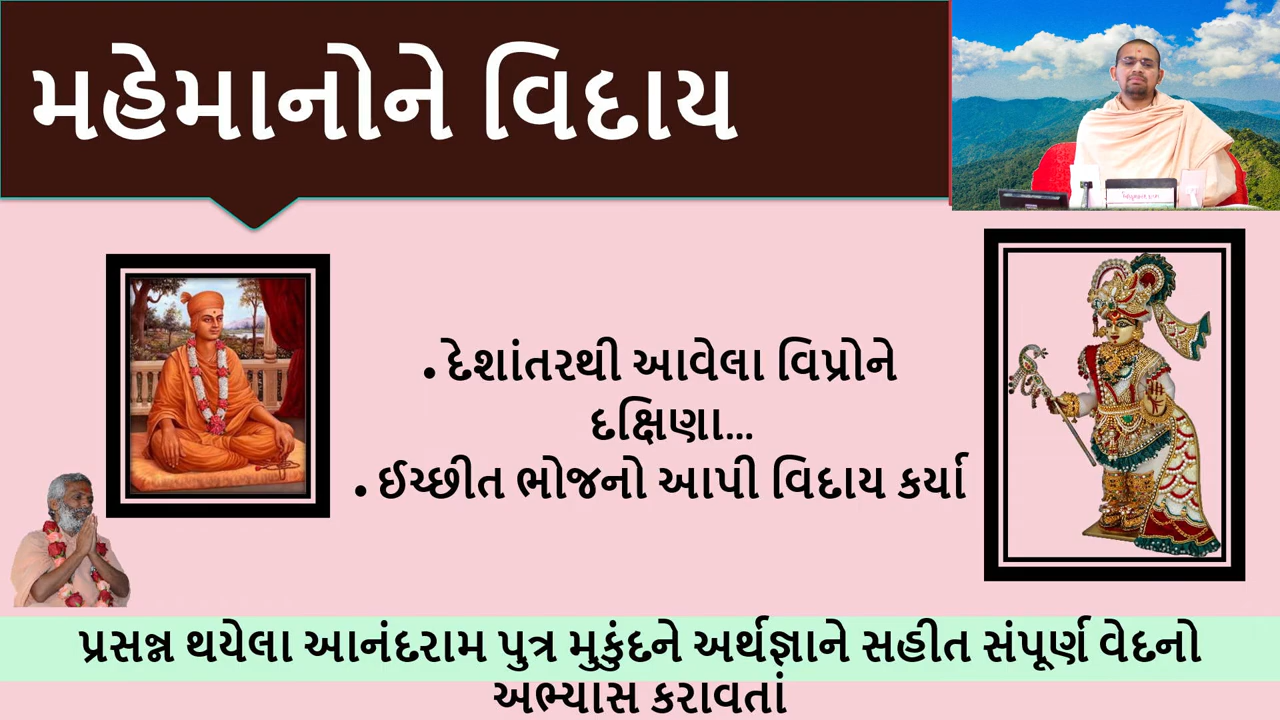 મહેમાનોને વિદાય
• દેશાંતરથી આવેલા વિપ્રોને
દક્ષિણા...
• ઈચ્છીત ભોજનો આપી વિદાય કર્યા
પ્રસન્ન થયેલા આનંદરામ પુત્ર મુકુંદને અર્થજ્ઞાને સહીત સંપૂર્ણ વેદનો
અભ્યાસ કરાવતાં